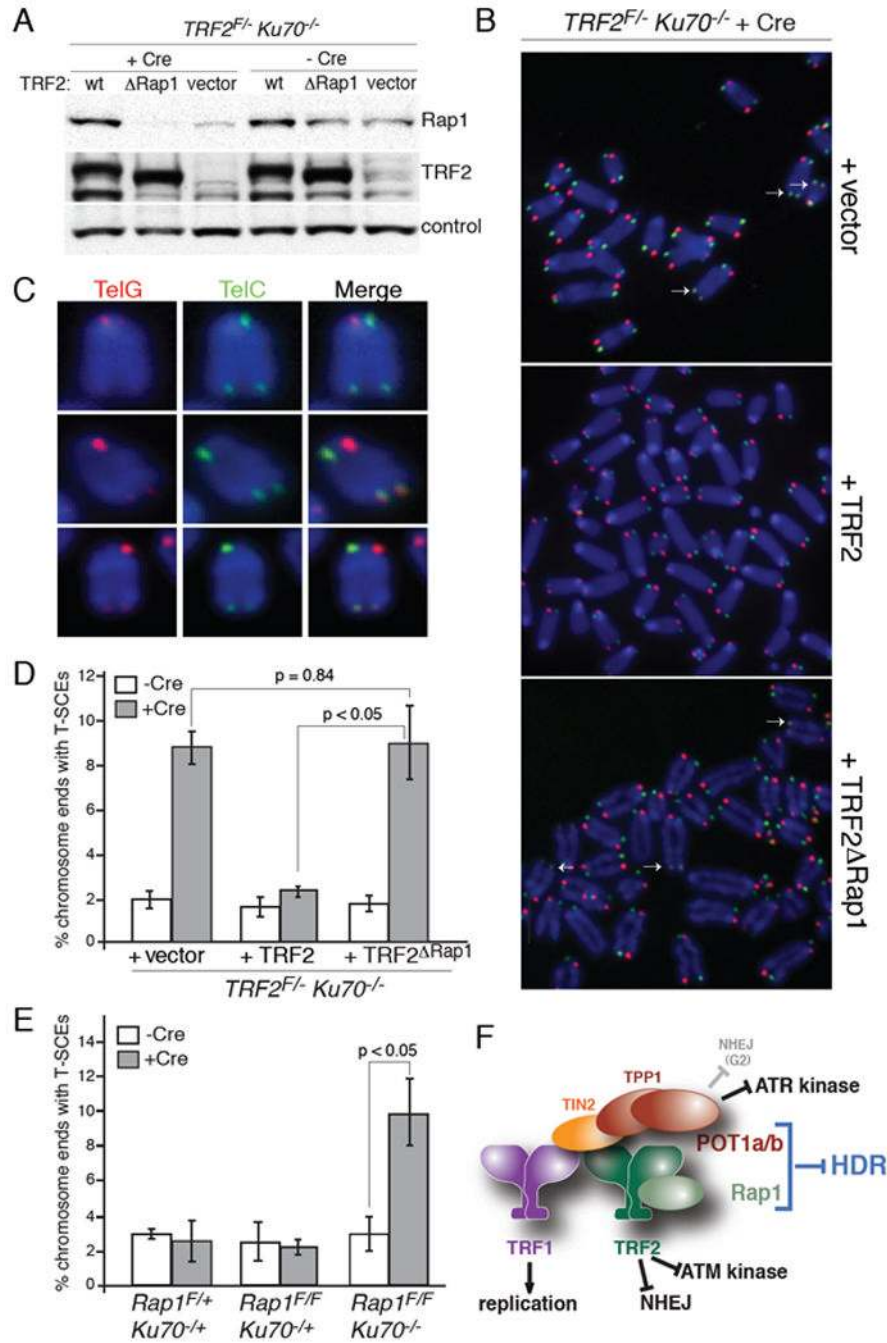 A
TRF2F/- Ku70-/-
+ Cre - Cre
TRF2: wt ΔRap1 vector wt ΔRap1 vector
Rap1
TRF2
control
B
TRF2F/- Ku70-/- + Cre
+ vector
+ TRF2
+ TRF2ΔRap1
C
TelG TelC Merge
D
% chromosome ends with T-SCEs
12
10
8
6
4
2
0
-Cre
+Cre
p = 0.84
p < 0.05
+ vector + TRF2 + TRF2ΔRap1
TRF2F/- Ku70-/-
E
% chromosome ends with T-SCEs
14
12
10
8
6
4
2
0
-Cre
+Cre
p < 0.05
Rap1F/+ Rap1F/F Rap1F/F
Ku70-/+ Ku70-/+ Ku70-/-
F
NHEJ
(G2)
TPP1
ATR kinase
TIN2
POT1a/b
HDR
Rap1
TRF1 TRF2
ATM kinase
replication NHEJ